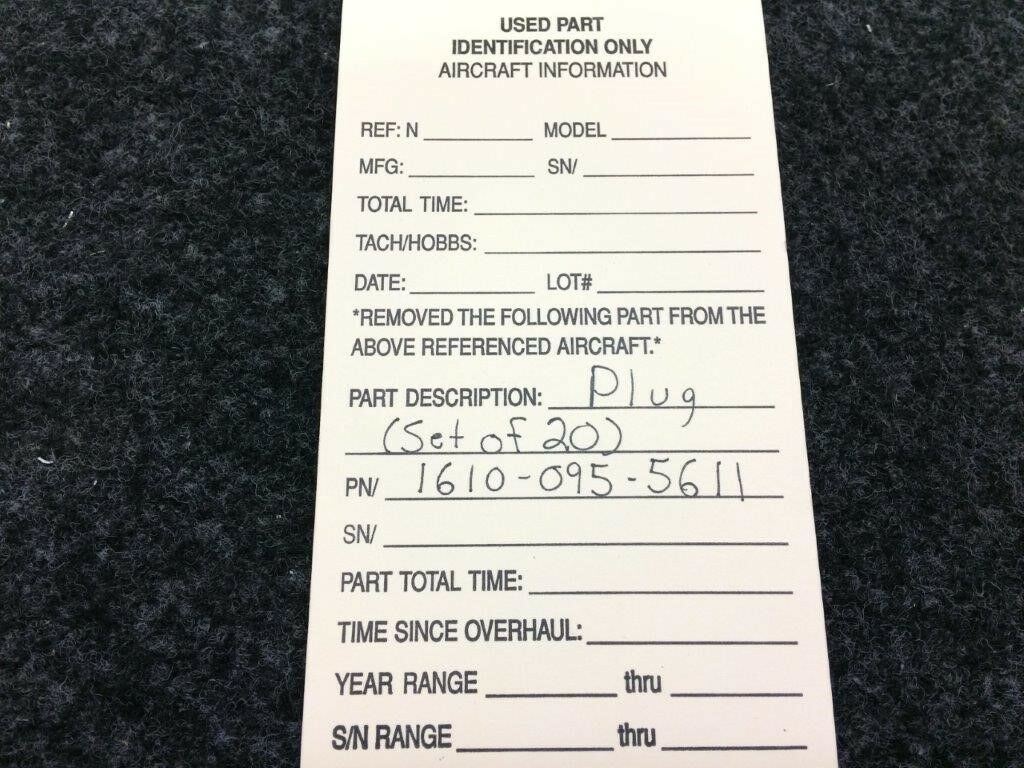 USED PART
IDENTIFICATION ONLY
AIRCRAFT INFORMATION
REF: N MODEL
MFG: SN/
TOTAL TIME:
TACH/HOBBS:
DATE: LOT#
*REMOVED THE FOLLOWING PART FROM THE
ABOVE REFERENCED AIRCRAFT.*
PART DESCRIPTION: Plug
(Set of 20)
PN/ 1610-095-5611
SN/
PART TOTAL TIME:
TIME SINCE OVERHAUL:
YEAR RANGE thru
S/N RANGE thru